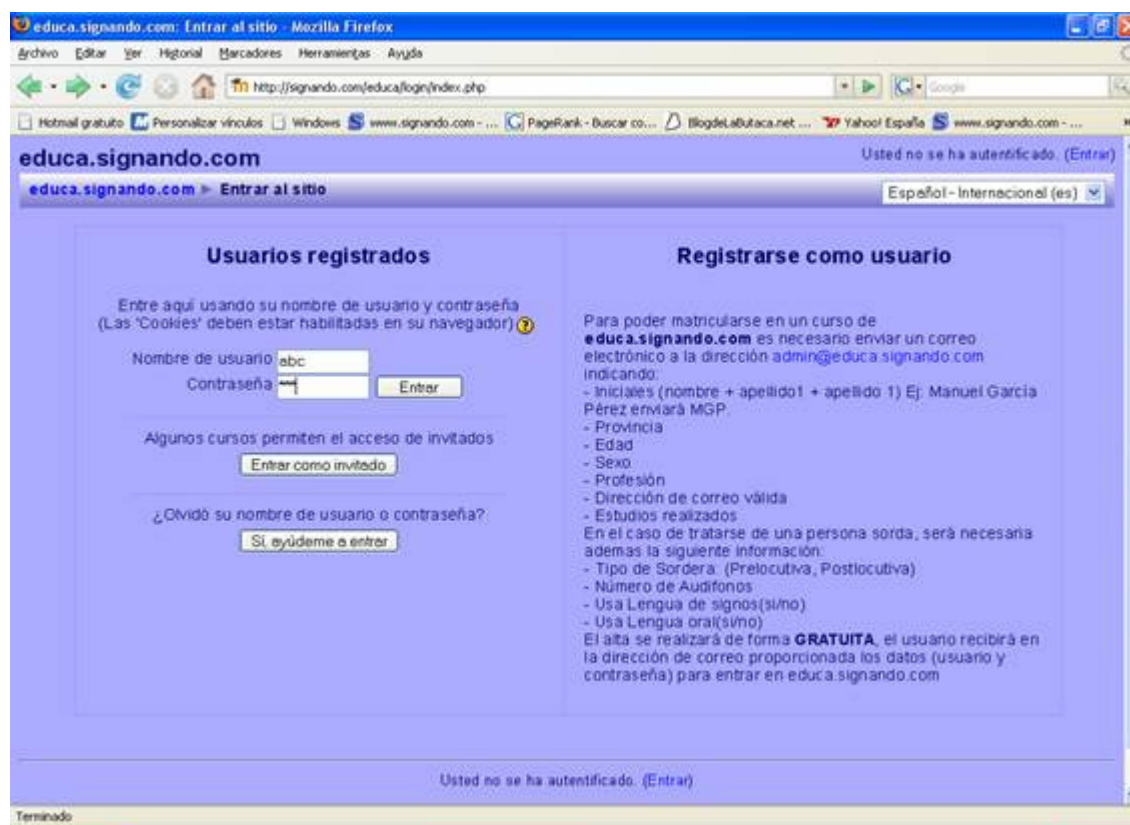 educa.signando.com: Entrar al sitio - Mozilla Firefox
Archivo Editar Ver Historial Marcadores Herramientas Ayuda
http://signando.com/educa/login/index.php
Google
Hotmail gratuito Personalizar vínculos Windows www.signando.com - ... PageRank - Buscar co... BlogdeLaButaca.net ... Yahoo! España www.signando.com - ...
educa.signando.com
Usted no se ha autentificado. (Entrar)
educa.signando.com ► Entrar al sitio
Español - Internacional (es)
Usuarios registrados
Entre aquí usando su nombre de usuario y contraseña
(Las 'Cookies' deben estar habilitadas en su navegador) ?
Nombre de usuario abc
Contraseña *** Entrar
Algunos cursos permiten el acceso de invitados
Entrar como invitado
¿Olvidó su nombre de usuario o contraseña?
Sí, ayúdeme a entrar
Registrarse como usuario
Para poder matricularse en un curso de
educa.signando.com es necesario enviar un correo
electrónico a la dirección admin@educa.signando.com
indicando:
- Iniciales (nombre + apellido1 + apellido 1) Ej: Manuel García
Pérez enviará MGP.
- Provincia
- Edad
- Sexo
- Profesión
- Dirección de correo válida
- Estudios realizados
En el caso de tratarse de una persona sorda, será necesaria
ademas la siguiente información:
- Tipo de Sordera: (Prelocutiva, Postlocutiva)
- Número de Audífonos
- Usa Lengua de signos(si/no)
- Usa Lengua oral(si/no)
El alta se realizará de forma GRATUITA, el usuario recibirá en
la dirección de correo proporcionada los datos (usuario y
contraseña) para entrar en educa.signando.com
Usted no se ha autentificado. (Entrar)
Terminado